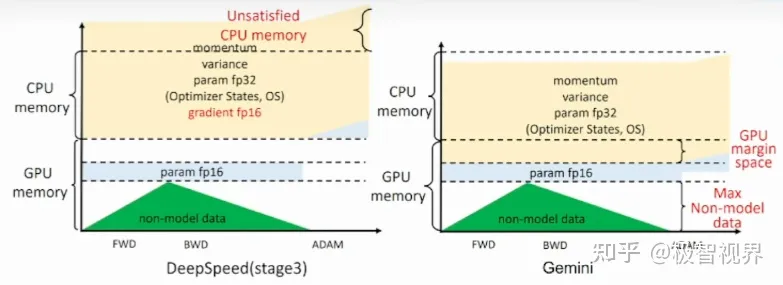 Unsatisfied
CPU memory
momentum
variance
param fp32
(Optimizer States, OS)
gradient fp16
CPU
memory
GPU
memory
param fp16
non-model data
FWD
BWD
ADAM
DeepSpeed(stage3)
CPU
memory
momentum
variance
param fp32
(Optimizer States, OS)
GPU
margin
space
GPU
memory
param fp16
Max
Non-model
data
non-model data
FWD
BWD
ADAM
Gemini
知乎 @极智视界